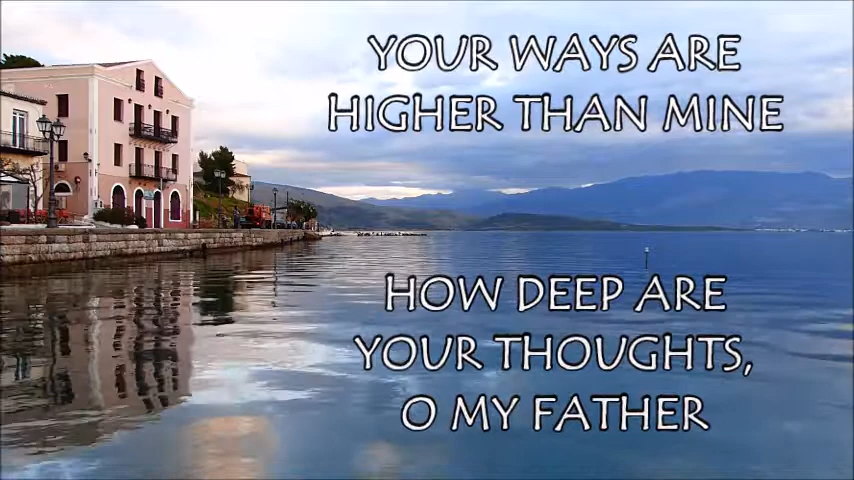 YOUR WAYS ARE
HIGHER THAN MINE
HOW DEEP ARE
YOUR THOUGHTS,
O MY FATHER